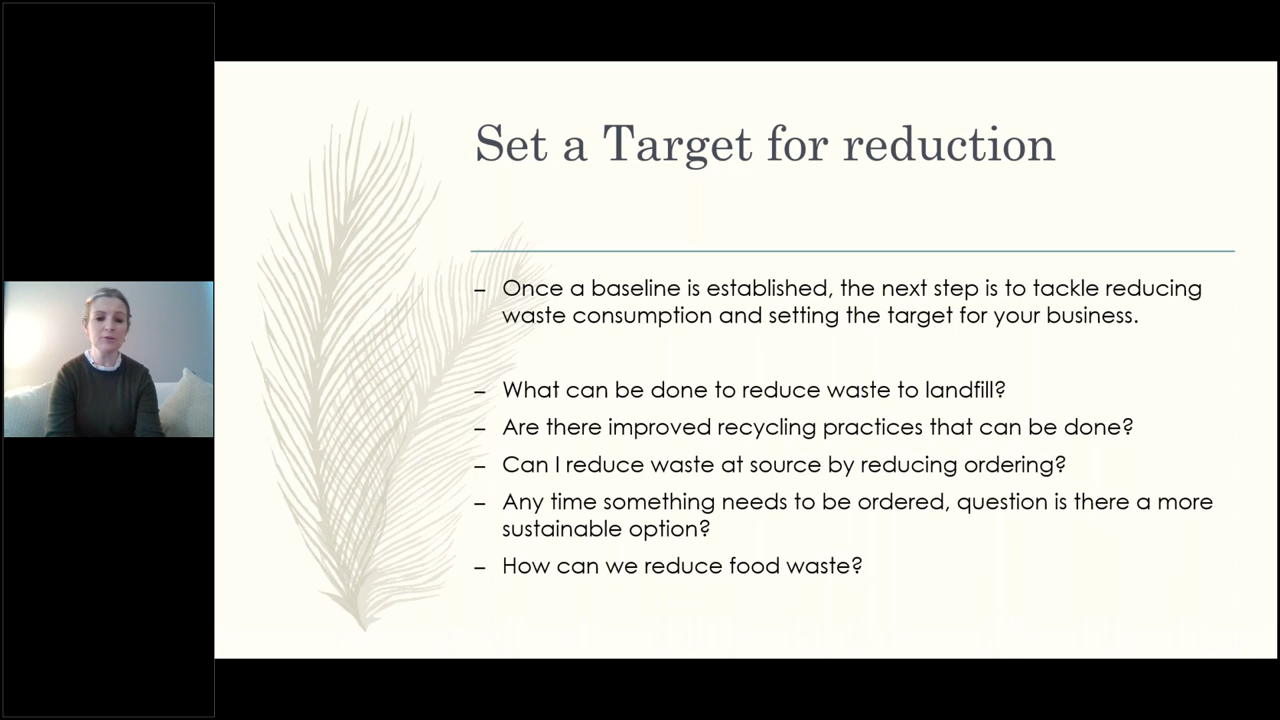 Set a Target for reduction
– Once a baseline is established, the next step is to tackle reducing
waste consumption and setting the target for your business.
– What can be done to reduce waste to landfill?
– Are there improved recycling practices that can be done?
– Can I reduce waste at source by reducing ordering?
– Any time something needs to be ordered, question is there a more
sustainable option?
– How can we reduce food waste?